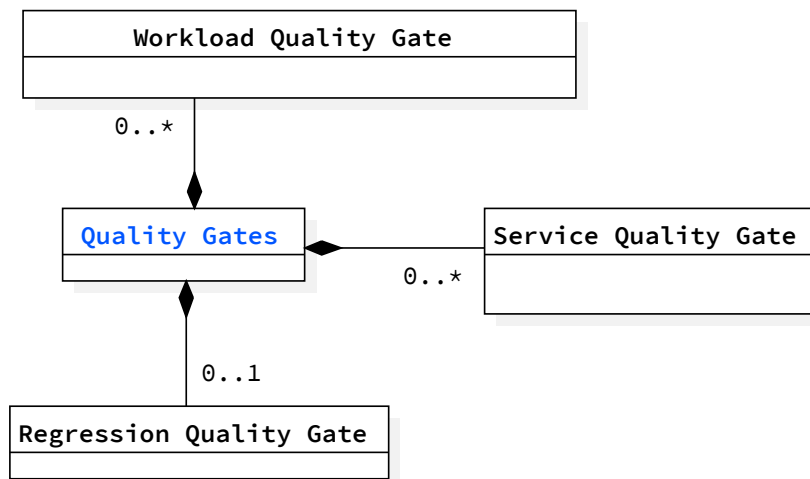 Workload Quality Gate
0..*
Quality Gates
Service Quality Gate
0..*
0..1
Regression Quality Gate